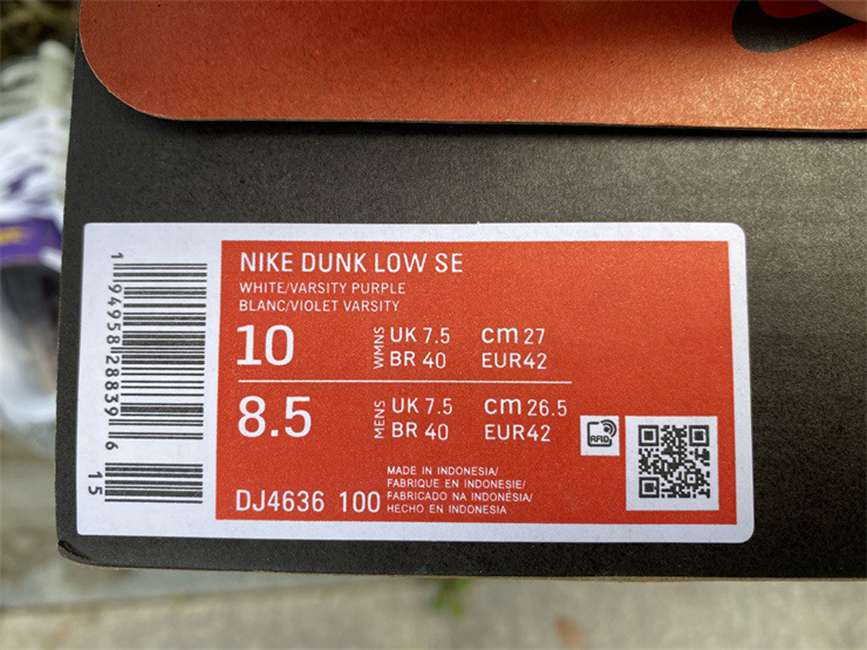 NIKE DUNK LOW SE
WHITE/VARSITY PURPLE
BLANC/VIOLET VARSITY
10 WMNS UK 7.5 cm 27
BR 40 EUR42
8.5 MENS UK 7.5 cm 26.5
BR 40 EUR42
RFID
MADE IN INDONESIA/
FABRIQUE EN INDONESIE/
FABRICADO NA INDONÉSIA/
HECHO EN INDONESIA
DJ4636 100
1 94958 28839 6
15